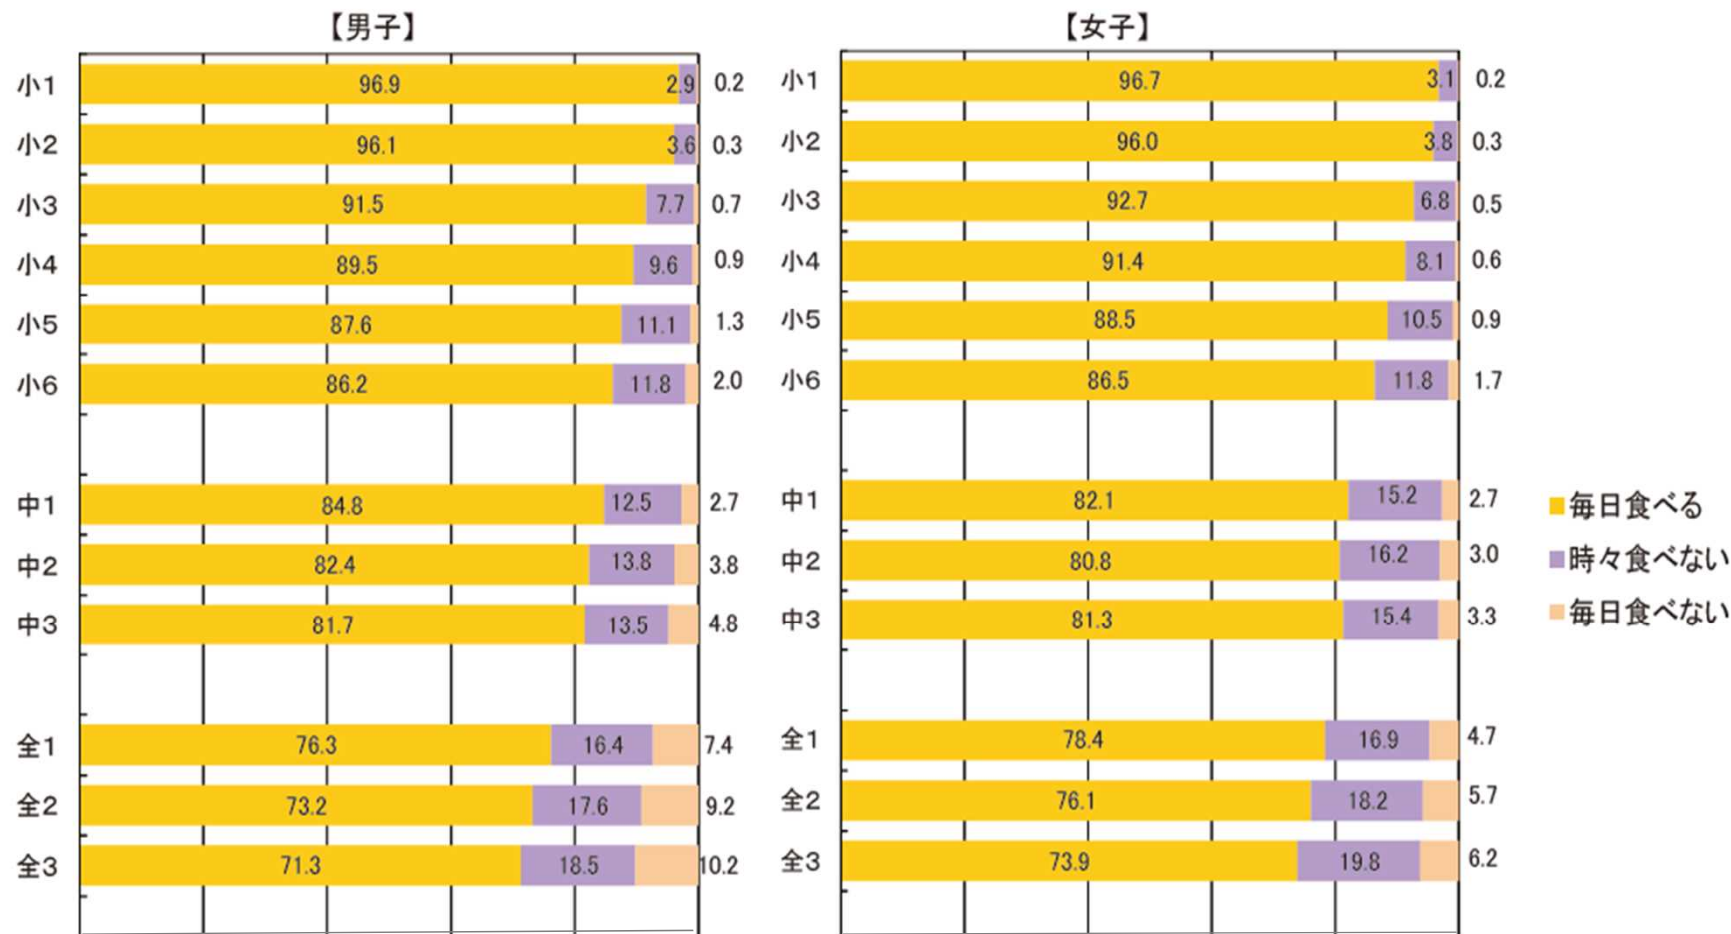 【男子】
小1 96.9 2.9 0.2
小2 96.1 3.6 0.3
小3 91.5 7.7 0.7
小4 89.5 9.6 0.9
小5 87.6 11.1 1.3
小6 86.2 11.8 2.0
中1 84.8 12.5 2.7
中2 82.4 13.8 3.8
中3 81.7 13.5 4.8
全1 76.3 16.4 7.4
全2 73.2 17.6 9.2
全3 71.3 18.5 10.2
【女子】
小1 96.7 3.1 0.2
小2 96.0 3.8 0.3
小3 92.7 6.8 0.5
小4 91.4 8.1 0.6
小5 88.5 10.5 0.9
小6 86.5 11.8 1.7
中1 82.1 15.2 2.7
中2 80.8 16.2 3.0
中3 81.3 15.4 3.3
全1 78.4 16.9 4.7
全2 76.1 18.2 5.7
全3 73.9 19.8 6.2
毎日食べる
時々食べない
毎日食べない